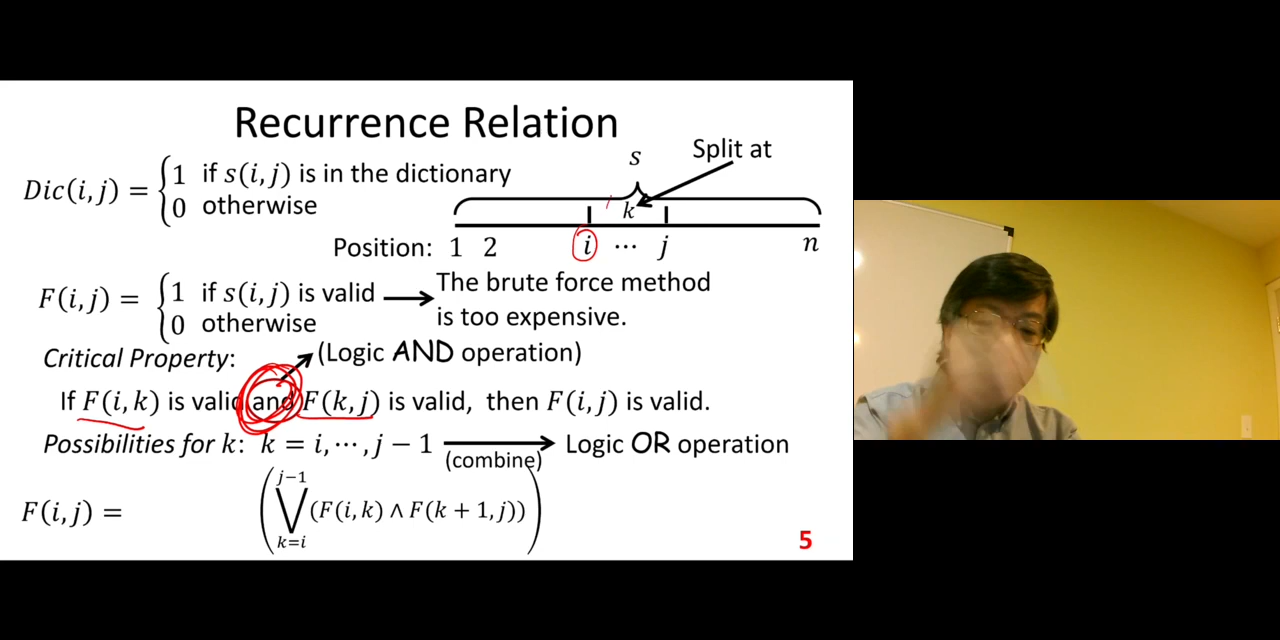 Recurrence Relation
Split at
s
Dic(i, j) = {1 if s(i, j) is in the dictionary
0 otherwise
k
Position: 1 2 i ⋯ j n
F(i, j) = {1 if s(i, j) is valid
0 otherwise
The brute force method
is too expensive.
Critical Property: (Logic AND operation)
If F(i, k) is valid and F(k, j) is valid, then F(i, j) is valid.
Possibilities for k: k = i, ⋯, j − 1 (combine) Logic OR operation
F(i, j) = (⋁_{k=i}^{j−1} (F(i, k) ∧ F(k + 1, j)))
5